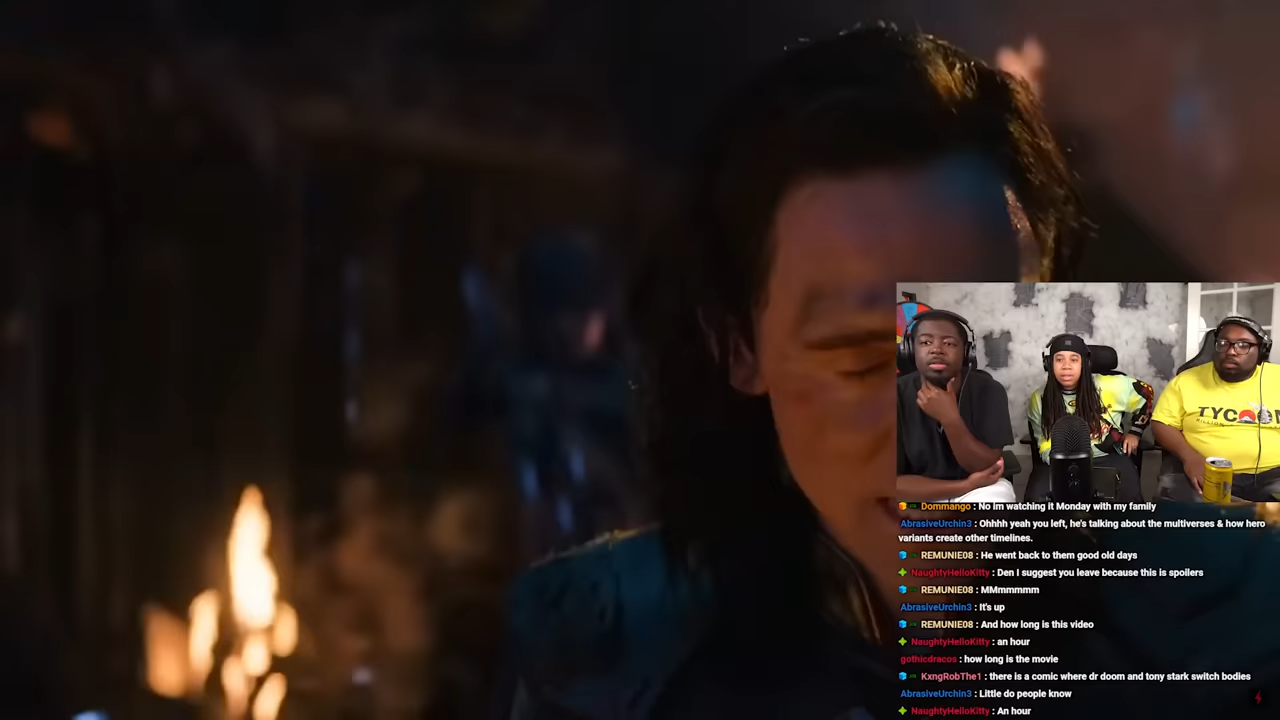 TYCOON
Dommango : No im watching it Monday with my family
AbrasiveUrchin3 : Ohhhh yeah you left, he's talking about the multiverses & how hero
variants create other timelines.
REMUNIE08 : He went back to them good old days
NaughtyHelloKitty : Den I suggest you leave because this is spoilers
REMUNIE08 : MMmmmmm
AbrasiveUrchin3 : It's up
REMUNIE08 : And how long is this video
NaughtyHelloKitty : an hour
gothicdracos : how long is the movie
KxngRobThe1 : there is a comic where dr doom and tony stark switch bodies
AbrasiveUrchin3 : Little do people know
NaughtyHelloKitty : An hour